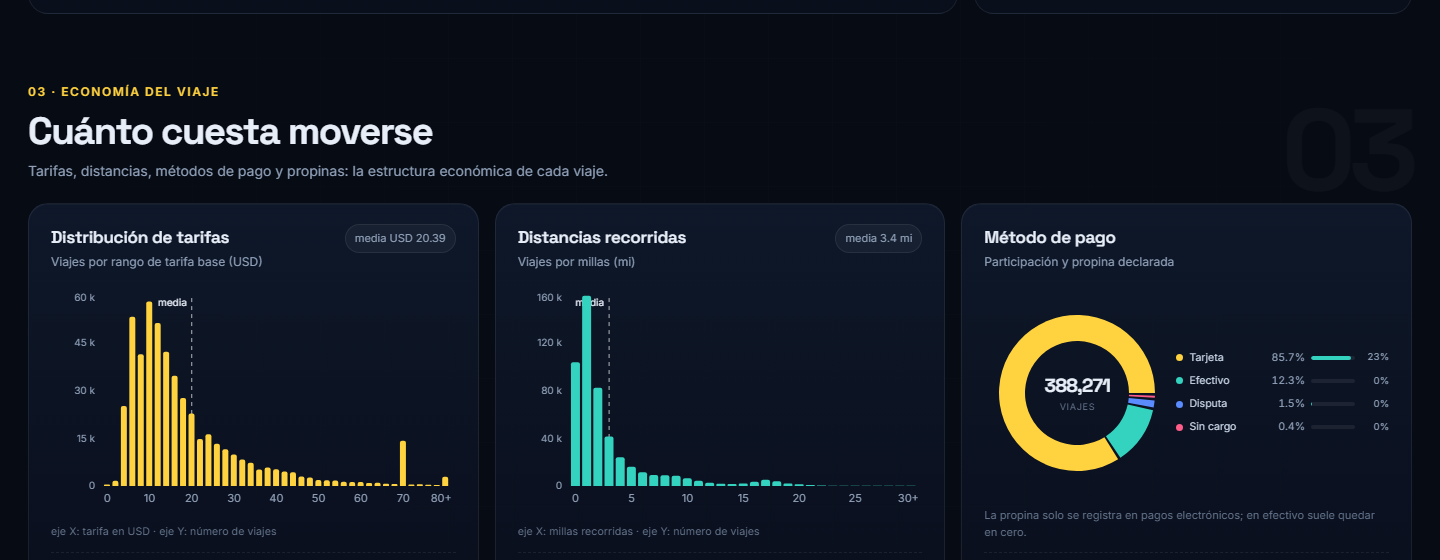 03 · ECONOMÍA DEL VIAJE
Cuánto cuesta moverse
Tarifas, distancias, métodos de pago y propinas: la estructura económica de cada viaje.
03
Distribución de tarifas
media USD 20.39
Viajes por rango de tarifa base (USD)
60 k
media
45 k
30 k
15 k
0
0 10 20 30 40 50 60 70 80+
eje X: tarifa en USD · eje Y: número de viajes
Distancias recorridas
media 3.4 mi
Viajes por millas (mi)
160 k
media
120 k
80 k
40 k
0
0 5 10 15 20 25 30+
eje X: millas recorridas · eje Y: número de viajes
Método de pago
Participación y propina declarada
388,271
VIAJES
Tarjeta 85.7% 23%
Efectivo 12.3% 0%
Disputa 1.5% 0%
Sin cargo 0.4% 0%
La propina solo se registra en pagos electrónicos; en efectivo suele quedar
en cero.